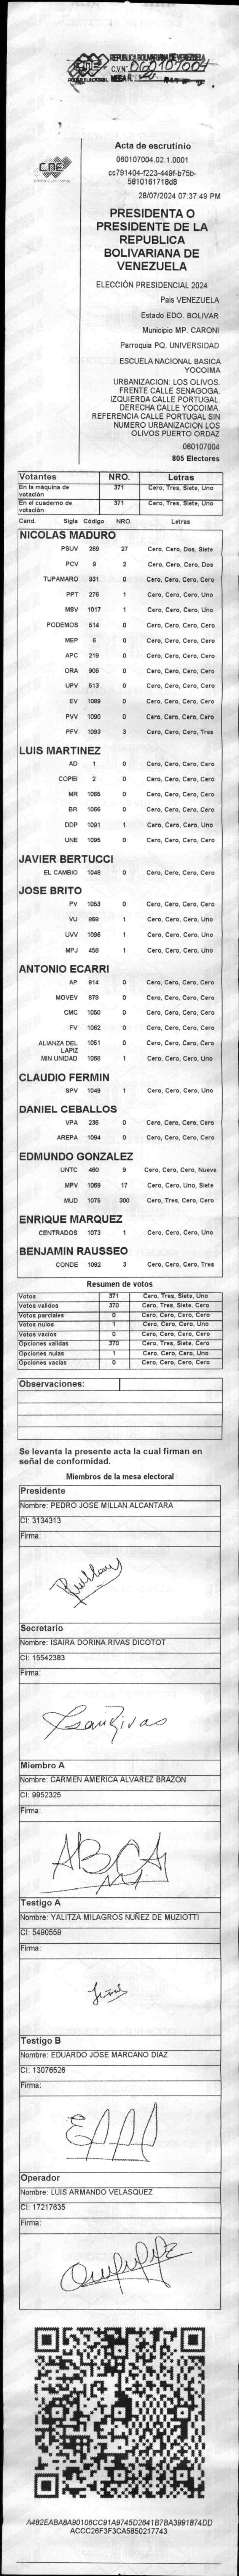 CNE
REPUBLICA BOLIVARIANA DE VENEZUELA
C.V.N° 060107004
MESA N°
CNE
Acta de escrutinio
060107004.02.1.0001
cc791404-f223-449f-b75b-
5810161718d8
28/07/2024 07:37:49 PM
PRESIDENTA O
PRESIDENTE DE LA
REPUBLICA
BOLIVARIANA DE
VENEZUELA
ELECCIÓN PRESIDENCIAL 2024
Pais VENEZUELA
Estado EDO. BOLIVAR
Municipio MP. CARONI
Parroquia PQ. UNIVERSIDAD
ESCUELA NACIONAL BASICA
YOCOIMA
URBANIZACION: LOS OLIVOS.
FRENTE CALLE SENAGOGA.
IZQUIERDA CALLE PORTUGAL.
DERECHA CALLE YOCOIMA.
REFERENCIA CALLE PORTUGAL SIN
NUMERO URBANIZACION LOS
OLIVOS PUERTO ORDAZ
060107004
805 Electores
Votantes NRO. Letras
En la máquina de votación 371 Cero, Tres, Siete, Uno
En el cuaderno de votación 371 Cero, Tres, Siete, Uno
Cand. Sigla Código NRO. Letras
NICOLAS MADURO
PSUV 269 27 Cero, Cero, Dos, Siete
PCV 9 2 Cero, Cero, Cero, Dos
TUPAMARO 931 0 Cero, Cero, Cero, Cero
PPT 276 1 Cero, Cero, Cero, Uno
MSV 1017 1 Cero, Cero, Cero, Uno
PODEMOS 514 0 Cero, Cero, Cero, Cero
MEP 6 0 Cero, Cero, Cero, Cero
APC 219 0 Cero, Cero, Cero, Cero
ORA 906 0 Cero, Cero, Cero, Cero
UPV 613 0 Cero, Cero, Cero, Cero
EV 1089 0 Cero, Cero, Cero, Cero
PVV 1090 0 Cero, Cero, Cero, Cero
PFV 1093 3 Cero, Cero, Cero, Tres
LUIS MARTINEZ
AD 1 0 Cero, Cero, Cero, Cero
COPEI 2 0 Cero, Cero, Cero, Cero
MR 1065 0 Cero, Cero, Cero, Cero
BR 1066 0 Cero, Cero, Cero, Cero
DDP 1091 1 Cero, Cero, Cero, Uno
UNE 1095 0 Cero, Cero, Cero, Cero
JAVIER BERTUCCI
EL CAMBIO 1048 0 Cero, Cero, Cero, Cero
JOSE BRITO
PV 1053 0 Cero, Cero, Cero, Cero
VU 868 1 Cero, Cero, Cero, Uno
UVV 1096 1 Cero, Cero, Cero, Uno
MPJ 458 1 Cero, Cero, Cero, Uno
ANTONIO ECARRI
AP 814 0 Cero, Cero, Cero, Cero
MOVEV 879 0 Cero, Cero, Cero, Cero
CMC 1050 0 Cero, Cero, Cero, Cero
FV 1062 0 Cero, Cero, Cero, Cero
ALIANZA DEL LAPIZ 1051 0 Cero, Cero, Cero, Cero
MIN UNIDAD 1068 1 Cero, Cero, Cero, Uno
CLAUDIO FERMIN
SPV 1049 1 Cero, Cero, Cero, Uno
DANIEL CEBALLOS
VPA 236 0 Cero, Cero, Cero, Cero
AREPA 1094 0 Cero, Cero, Cero, Cero
EDMUNDO GONZALEZ
UNTC 460 9 Cero, Cero, Cero, Nueve
MPV 1069 17 Cero, Cero, Uno, Siete
MUD 1075 300 Cero, Tres, Cero, Cero
ENRIQUE MARQUEZ
CENTRADOS 1073 1 Cero, Cero, Cero, Uno
BENJAMIN RAUSSEO
CONDE 1092 3 Cero, Cero, Cero, Tres
Resumen de votos
Votos 371 Cero, Tres, Siete, Uno
Votos validos 370 Cero, Tres, Siete, Cero
Votos parciales 0 Cero, Cero, Cero, Cero
Votos nulos 1 Cero, Cero, Cero, Uno
Votos vacios 0 Cero, Cero, Cero, Cero
Opciones validas 370 Cero, Tres, Siete, Cero
Opciones nulas 1 Cero, Cero, Cero, Uno
Opciones vacias 0 Cero, Cero, Cero, Cero
Observaciones:
Se levanta la presente acta la cual firman en
señal de conformidad.
Miembros de la mesa electoral
Presidente
Nombre: PEDRO JOSE MILLAN ALCANTARA
CI: 3134313
Firma:
Secretario
Nombre: ISAIRA DORINA RIVAS DICOTOT
CI: 15542383
Firma:
Miembro A
Nombre: CARMEN AMERICA ALVAREZ BRAZON
CI: 9952325
Firma:
Testigo A
Nombre: YALITZA MILAGROS NUÑEZ DE MUZIOTTI
CI: 5490559
Firma:
Testigo B
Nombre: EDUARDO JOSE MARCANO DIAZ
CI: 13076526
Firma:
Operador
Nombre: LUIS ARMANDO VELASQUEZ
CI: 17217635
Firma:
A482EABA8A90106CC91A9745D2641B7BA3991874DD
ACCC26F3F3CA5850217743